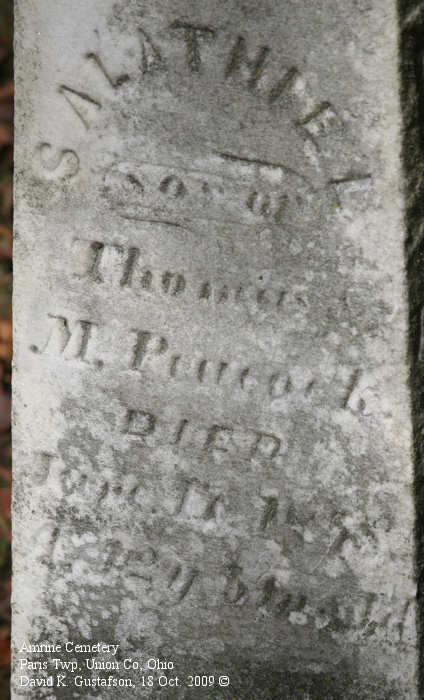 SALATHIEL
Son of
Thomas
M. Peacock
DIED
Amrine Cemetery
Paris Twp, Union Co, Ohio
David K. Gustafson, 18 Oct. 2009 ©